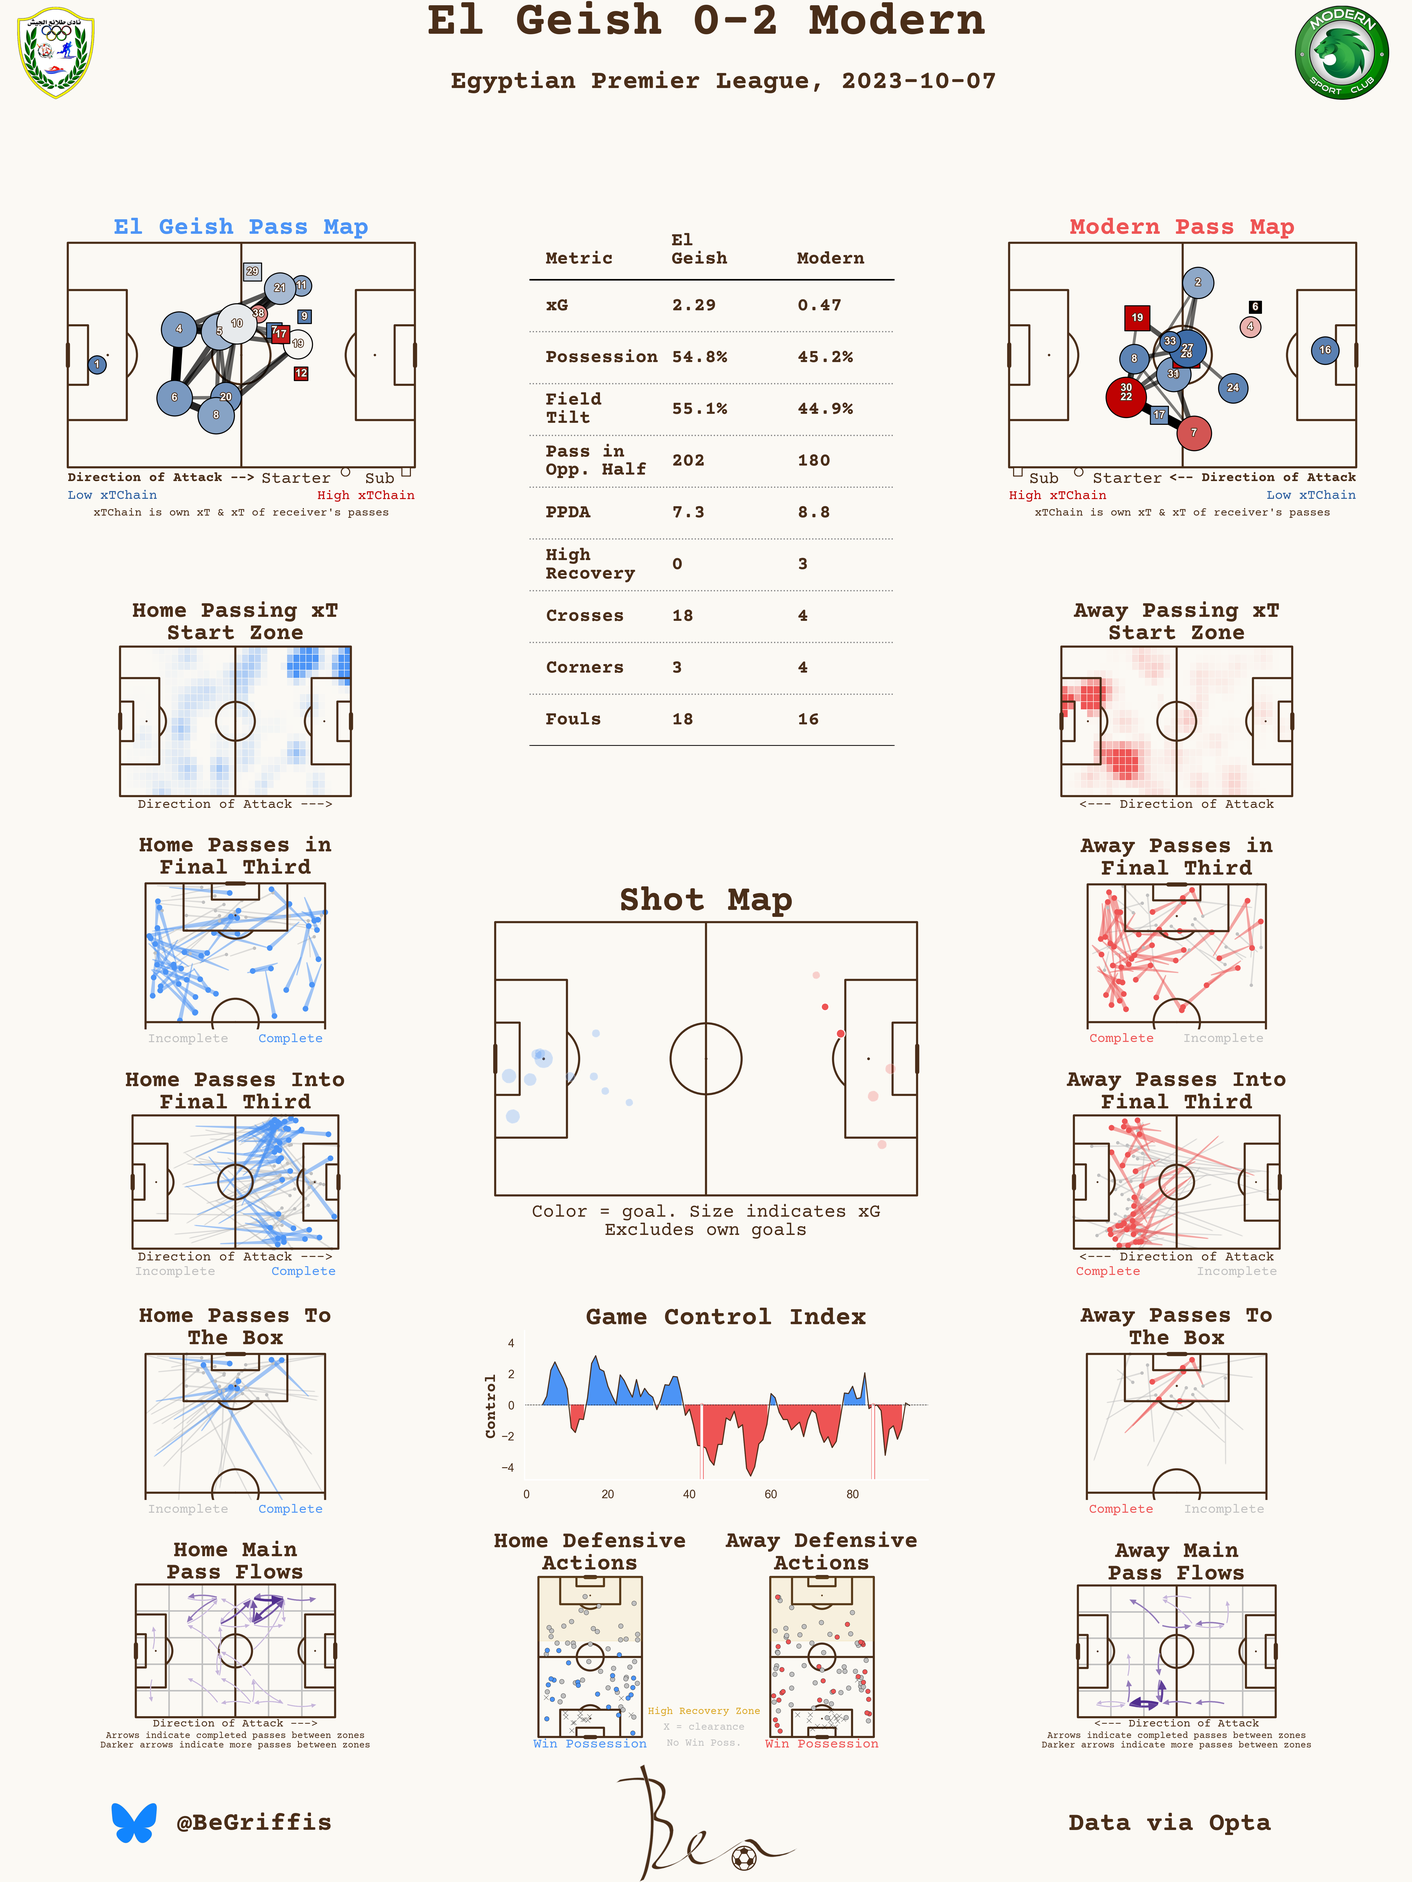 El Geish 0-2 Modern
Egyptian Premier League, 2023-10-07
نادى طلائع الجيش
MODERN
SPORT CLUB
El Geish Pass Map
29
21
11
38
10
9
4
5
7
17
19
1
12
6
20
8
Direction of Attack --> Starter Sub
Low xTChain High xTChain
xTChain is own xT & xT of receiver's passes
Metric El Geish Modern
xG 2.29 0.47
Possession 54.8% 45.2%
Field Tilt 55.1% 44.9%
Pass in Opp. Half 202 180
PPDA 7.3 8.8
High Recovery 0 3
Crosses 18 4
Corners 3 4
Fouls 18 16
Modern Pass Map
2
6
19
4
33
27
28
16
8
30
22
24
17
7
Sub Starter <-- Direction of Attack
High xTChain Low xTChain
xTChain is own xT & xT of receiver's passes
Home Passing xT
Start Zone
Direction of Attack --->
Away Passing xT
Start Zone
<--- Direction of Attack
Home Passes in
Final Third
Incomplete Complete
Away Passes in
Final Third
Complete Incomplete
Shot Map
Color = goal. Size indicates xG
Excludes own goals
Home Passes Into
Final Third
Direction of Attack --->
Incomplete Complete
Away Passes Into
Final Third
<--- Direction of Attack
Complete Incomplete
Home Passes To
The Box
Incomplete Complete
Game Control Index
Control
4
2
0
−2
−4
0 20 40 60 80
Away Passes To
The Box
Complete Incomplete
Home Main
Pass Flows
Direction of Attack --->
Arrows indicate completed passes between zones
Darker arrows indicate more passes between zones
Home Defensive
Actions
Win Possession
High Recovery Zone
X = clearance
No Win Poss.
Away Defensive
Actions
Win Possession
Away Main
Pass Flows
<--- Direction of Attack
Arrows indicate completed passes between zones
Darker arrows indicate more passes between zones
@BeGriffis
Ben
Data via Opta